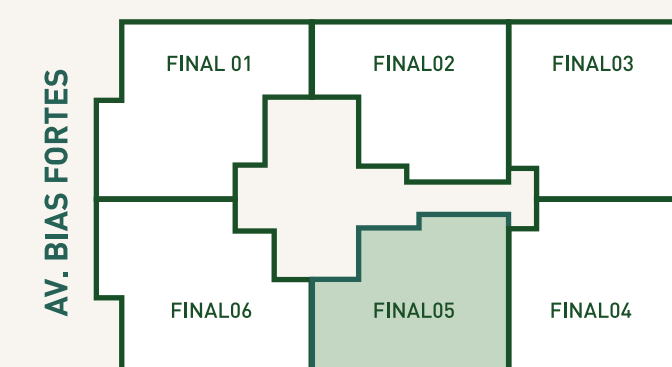 FINAL 01
FINAL02
FINAL03
AV. BIAS FORTES
FINAL06
FINAL05
FINAL04